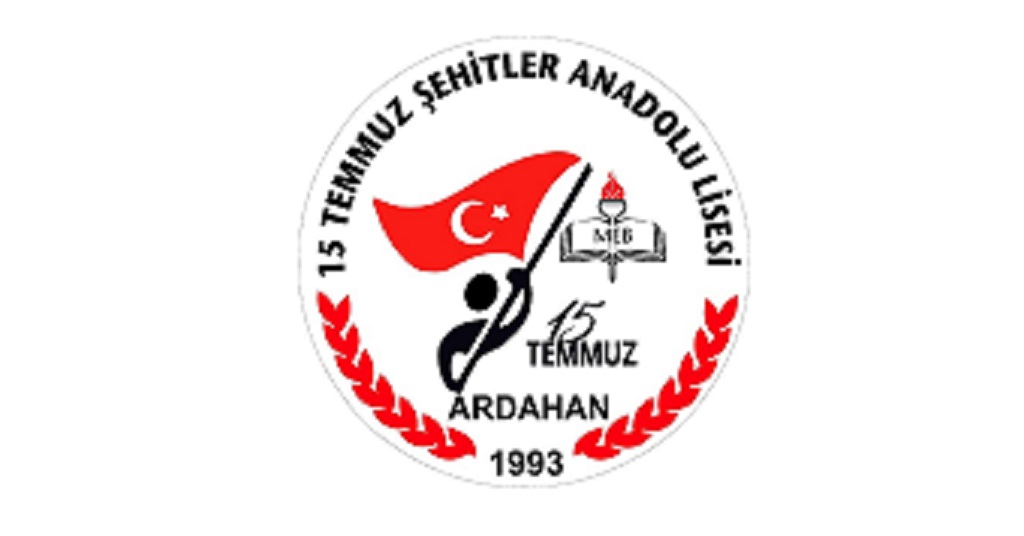 15 TEMMUZ ŞEHİTLER ANADOLU LİSESİ
MEB
15
TEMMUZ
ARDAHAN
1993